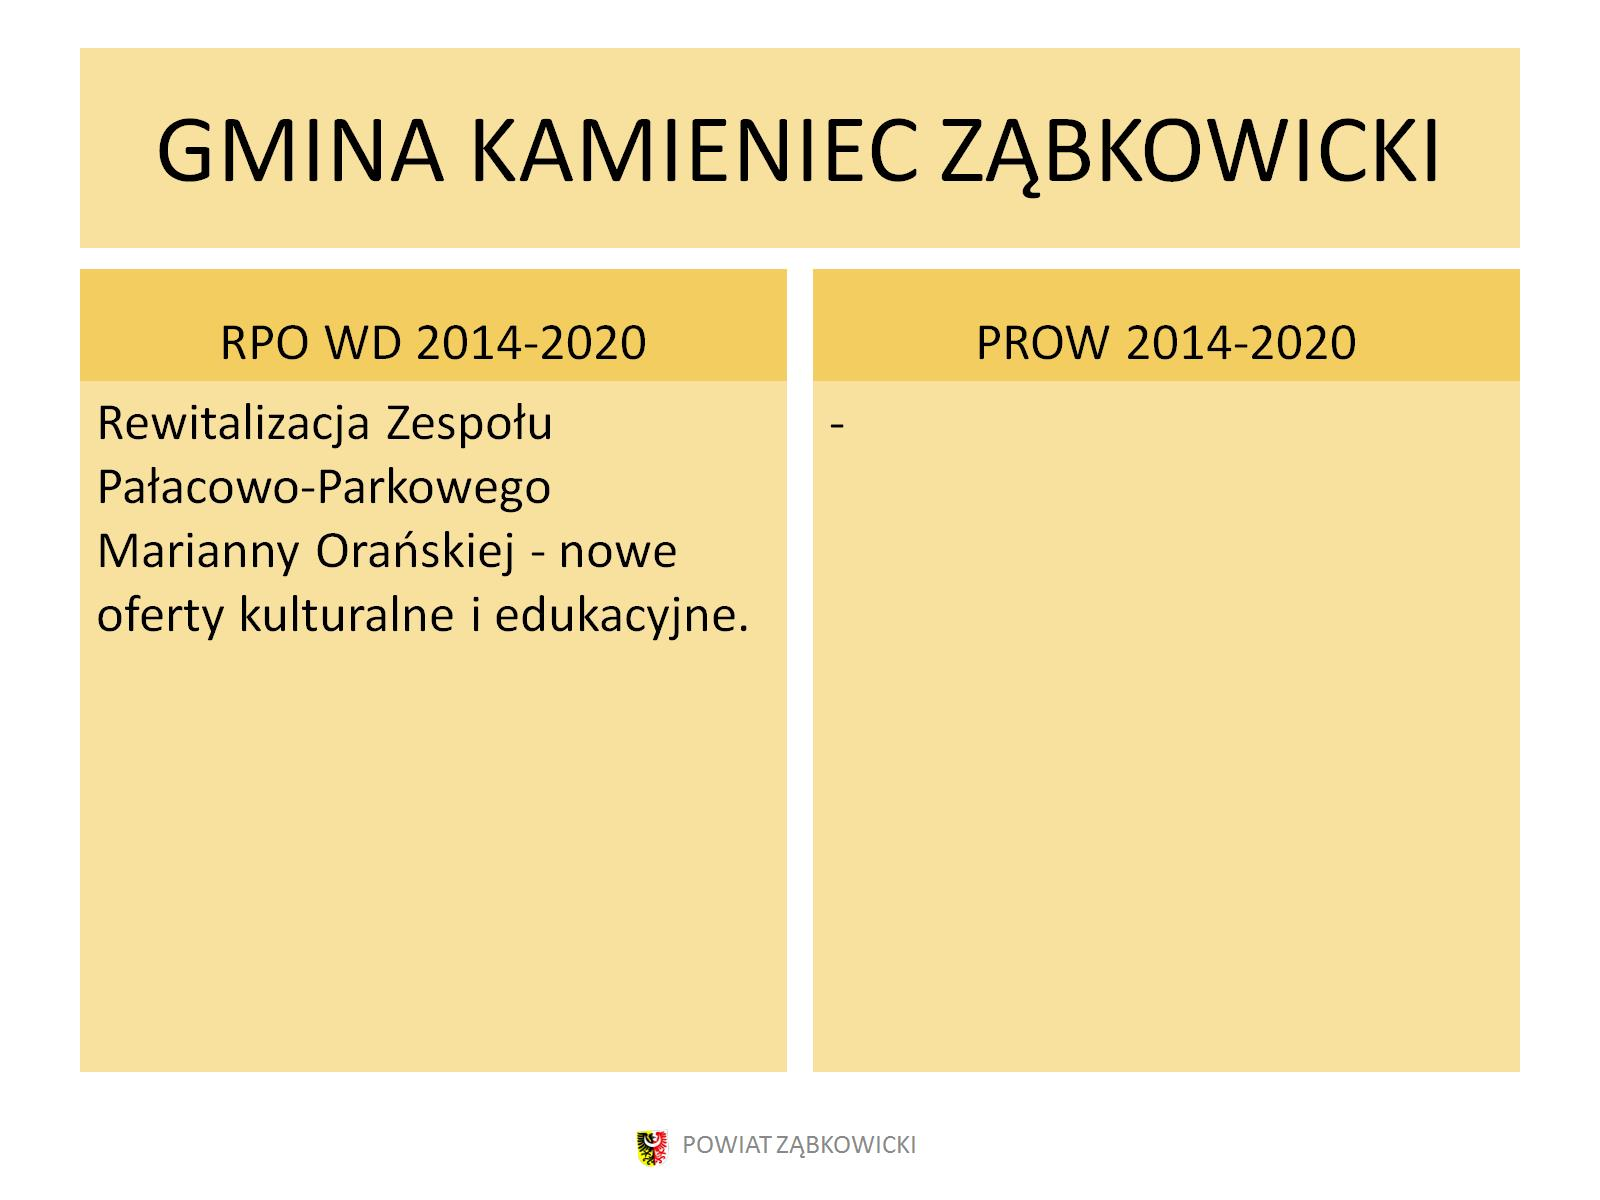 GMINA KAMIENIEC ZĄBKOWICKI
RPO WD 2014-2020
Rewitalizacja Zespołu
Pałacowo-Parkowego
Marianny Orańskiej - nowe
oferty kulturalne i edukacyjne.
PROW 2014-2020
-
POWIAT ZĄBKOWICKI